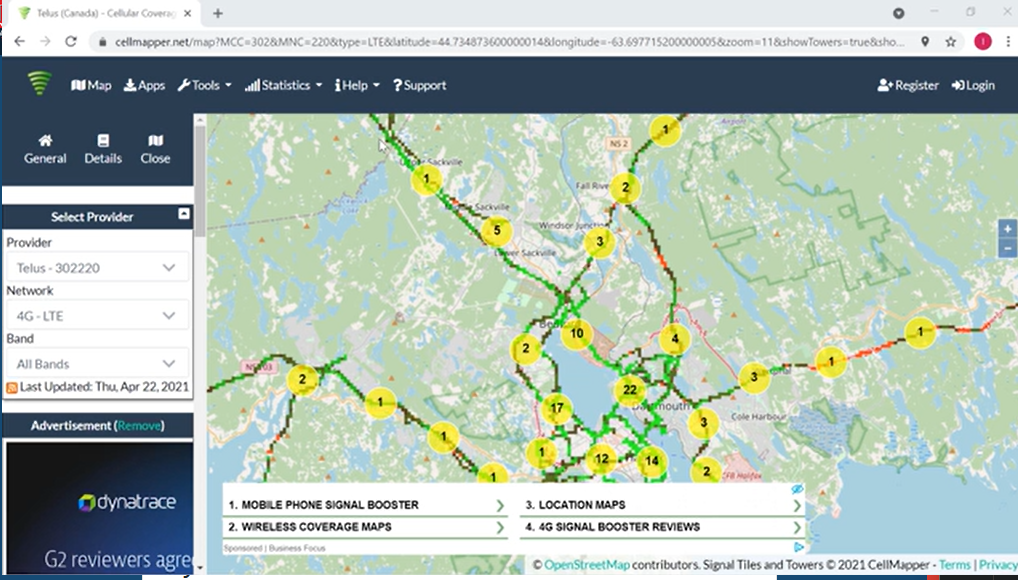 Telus (Canada) - Cellular Coverag
cellmapper.net/map?MCC=302&MNC=220&type=LTE&latitude=44.734873600000014&longitude=-63.697715200000005&zoom=11&showTowers=true&sho...
I
Map Apps Tools Statistics Help Support
Register Login
General Details Close
Select Provider
Provider
Telus - 302220
Network
4G - LTE
Band
All Bands
Last Updated: Thu, Apr 22, 2021
Advertisement (Remove)
dynatrace
G2 reviewers agre
Airport
1
NS 2
Upper Sackville
1
Fall River
2
Sackville
5
Windsor Junction
3
Lower Sackville
10
2
4
NS 103
2
1
22
3
1
1
17
Dartmouth
3
Cole Harbour
1
1
12
14
2
CFB Halifax
1
1. MOBILE PHONE SIGNAL BOOSTER
2. WIRELESS COVERAGE MAPS
3. LOCATION MAPS
4. 4G SIGNAL BOOSTER REVIEWS
Sponsored | Business Focus
© OpenStreetMap contributors. Signal Tiles and Towers © 2021 CellMapper - Terms | Privacy